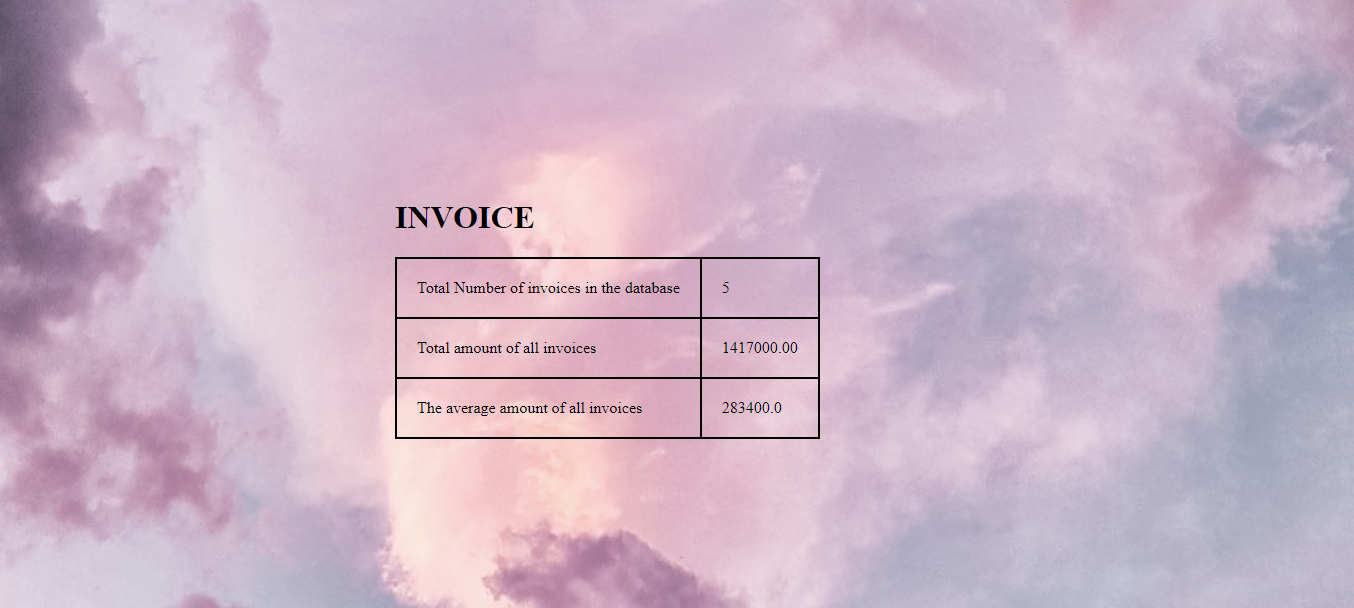 INVOICE
Total Number of invoices in the database 5
Total amount of all invoices 1417000.00
The average amount of all invoices 283400.0